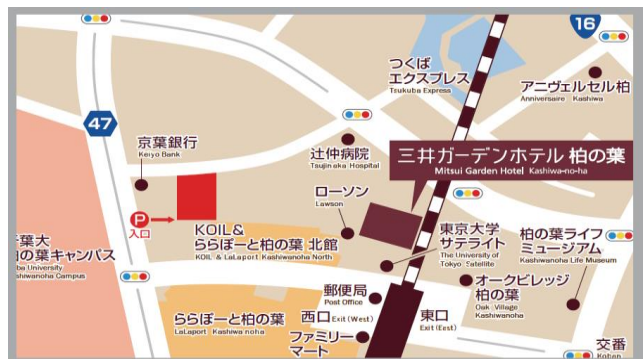 16
つくば
エクスプレス
Tsukuba Express
アニヴェルセル柏
Anniversaire Kashiwa
47
京葉銀行
Keiyo Bank
辻仲病院
Tsujinaka Hospital
三井ガーデンホテル 柏の葉
Mitsui Garden Hotel Kashiwa-no-ha
ローソン
Lawson
P
入口
KOIL&
ららぽーと柏の葉 北館
KOIL & LaLaport Kashiwanoha North
東京大学
サテライト
The University of
Tokyo Satellite
柏の葉ライフ
ミュージアム
Kashiwanoha Life Museum
葉大
の葉キャンパス
ba University
shiwanoha Campus
オークビレッジ
柏の葉
Oak Village
Kashiwanoha
郵便局
Post Office
ららぽーと柏の葉
LaLaport Kashiwa noha
西口 Exit (West)
東口
Exit (East)
ファミリー
マート
交番
Koban